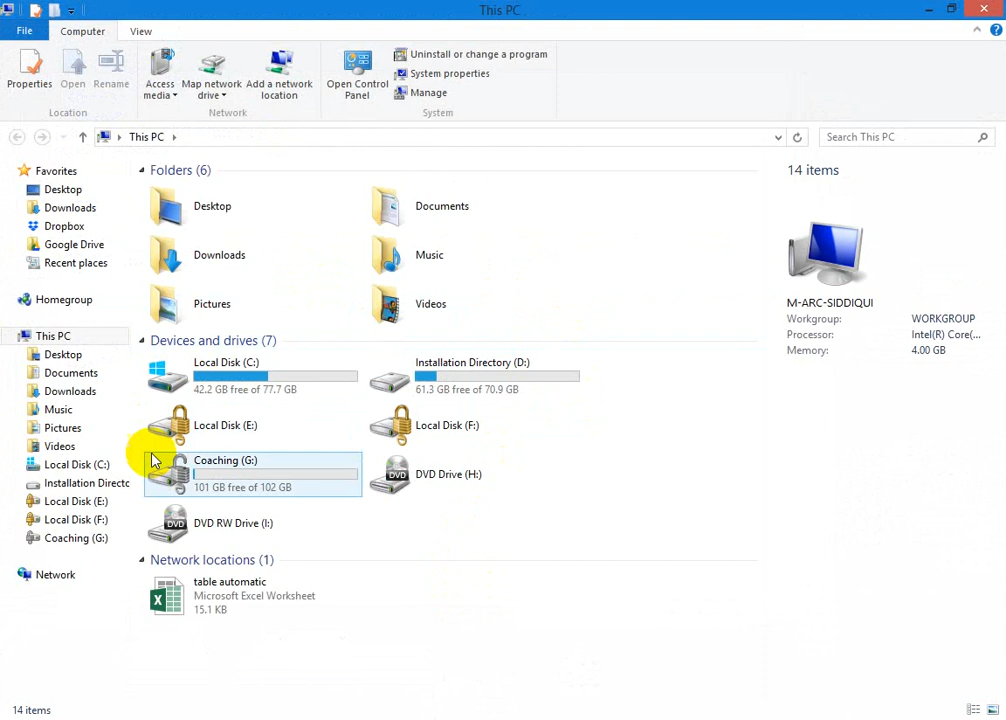 This PC
File
Computer
View
Properties
Open
Rename
Access media
Map network drive
Add a network location
Open Control Panel
Uninstall or change a program
System properties
Manage
Location
Network
System
This PC
Search This PC
Favorites
Desktop
Downloads
Dropbox
Google Drive
Recent places
Homegroup
This PC
Desktop
Documents
Downloads
Music
Pictures
Videos
Local Disk (C:)
Installation Directo
Local Disk (E:)
Local Disk (F:)
Coaching (G:)
Network
Folders (6)
Desktop
Documents
Downloads
Music
Pictures
Videos
Devices and drives (7)
Local Disk (C:)
42.2 GB free of 77.7 GB
Installation Directory (D:)
61.3 GB free of 70.9 GB
Local Disk (E:)
Local Disk (F:)
Coaching (G:)
101 GB free of 102 GB
DVD
DVD Drive (H:)
DVD
DVD RW Drive (I:)
Network locations (1)
table automatic
Microsoft Excel Worksheet
15.1 KB
14 items
M-ARC-SIDDIQUI
Workgroup: WORKGROUP
Processor: Intel(R) Core(...
Memory: 4.00 GB
14 items